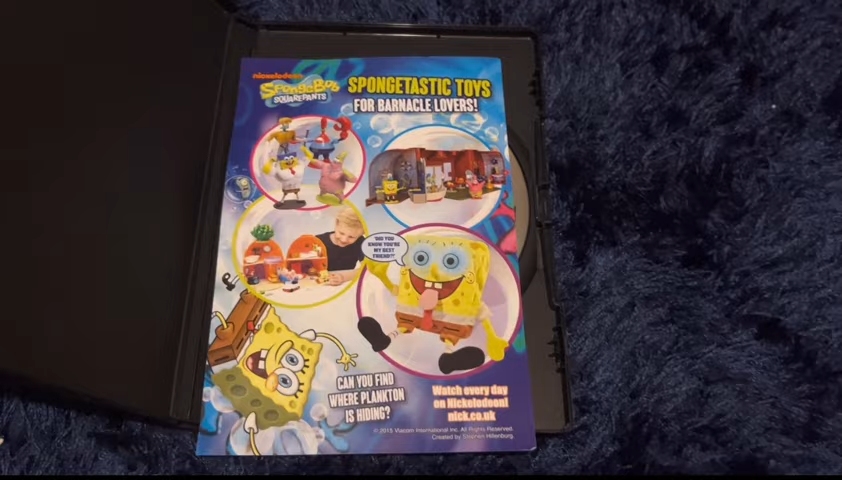 nickelodeon
SpongeBob
SQUAREPANTS
SPONGETASTIC TOYS
FOR BARNACLE LOVERS!
"DID YOU
KNOW YOU'RE
MY BEST
FRIEND?"
CAN YOU FIND
WHERE PLANKTON
IS HIDING?
Watch every day
on Nickelodeon!
nick.co.uk
© 2015 Viacom International Inc. All Rights Reserved.
Created by Stephen Hillenburg.